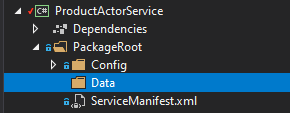 C# ProductActorService
Dependencies
PackageRoot
Config
Data
ServiceManifest.xml